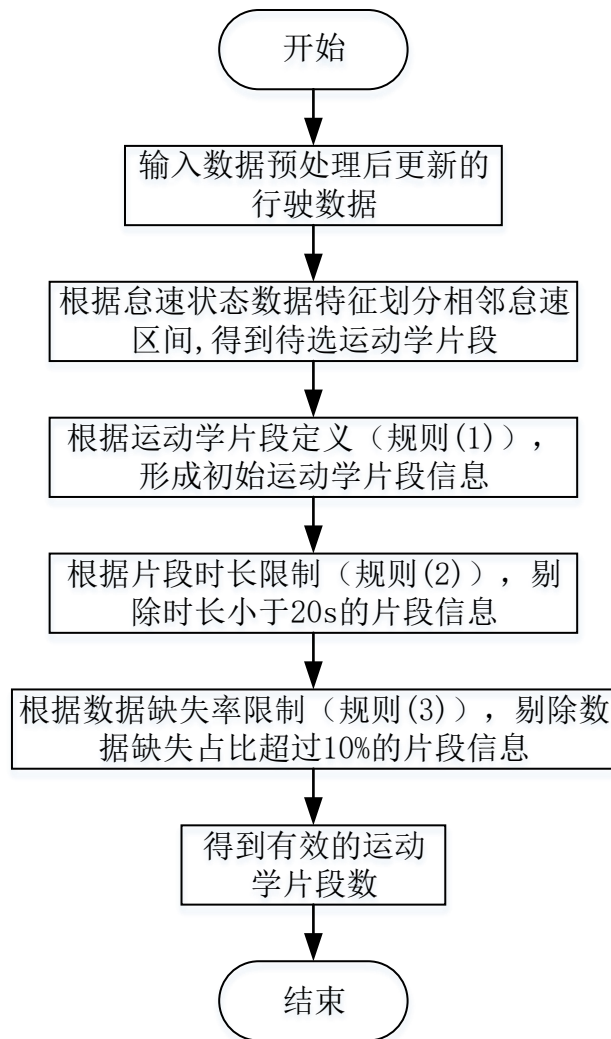 开始
输入数据预处理后更新的
行驶数据
根据怠速状态数据特征划分相邻怠速
区间,得到待选运动学片段
根据运动学片段定义（规则(1)），
形成初始运动学片段信息
根据片段时长限制（规则(2)），剔
除时长小于20s的片段信息
根据数据缺失率限制（规则(3)），剔除数
据缺失占比超过10%的片段信息
得到有效的运动
学片段数
结束